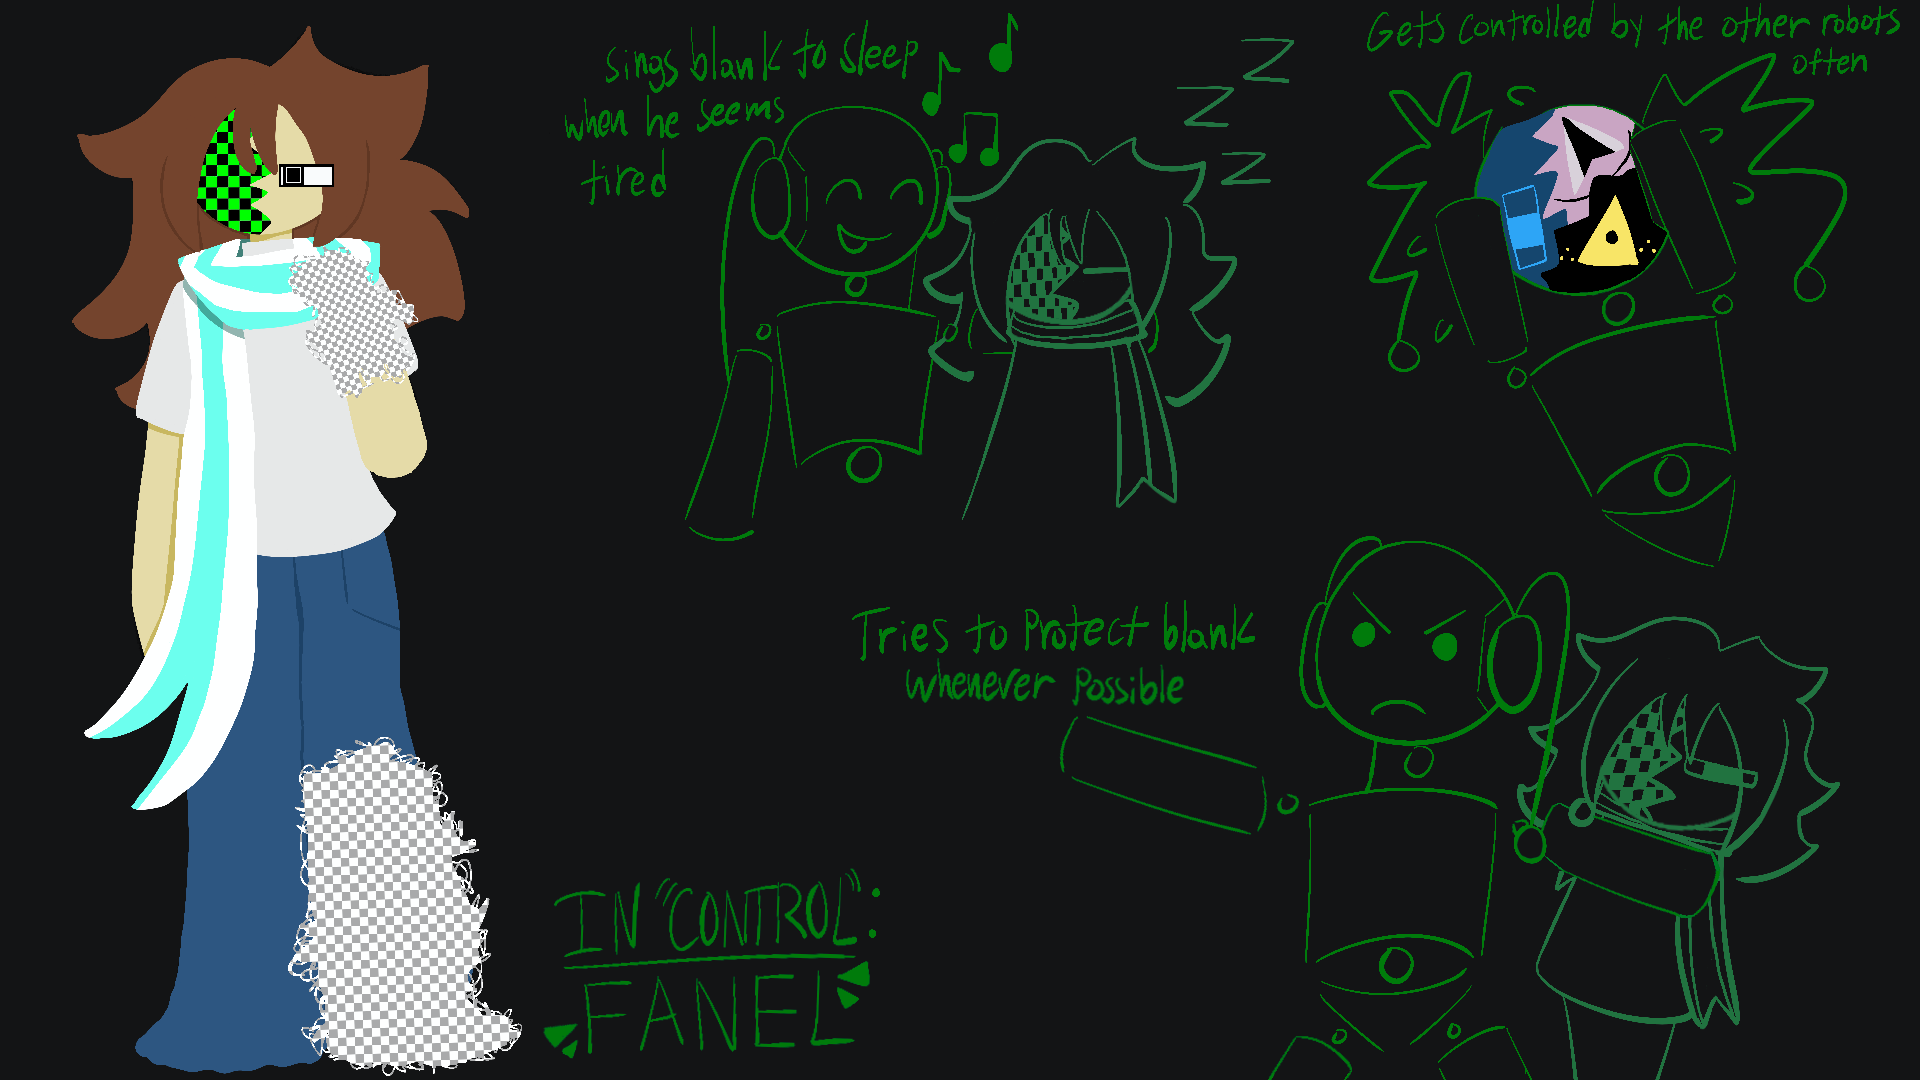 sings blank to sleep
when he seems
tired
Z
Z
Z
Gets controlled by the other robots
often
Tries to Protect blank
whenever Possible
IN "CONTROL":
FANEL